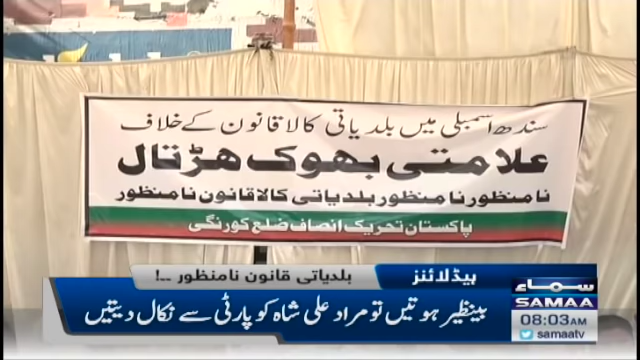 SAMAA
سندھ اسمبلی میں بلدیاتی کالا قانون کے خلاف
علامتی بھوک ھڑتال
نامنظور نامنظور بلدیاتی کالا قانون نامنظور
پاکستان تحریک انصاف ضلع کورنگی
ہیڈلائنز
بلدیاتی قانون نامنظور ..!
بینظیر ہوتیں تو مراد علی شاہ کو پارٹی سے نکال دیتیں
سماء
SAMAA
08:03AM
samaatv